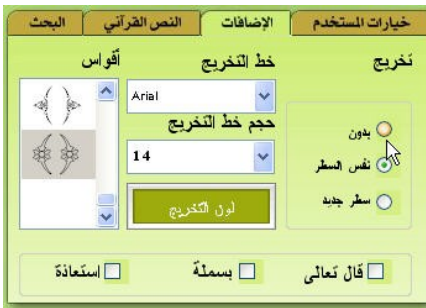 خيارات المستخدم
الإضافات
النص القرآني
البحث
تخريج
خط التخريج
أقواس
Arial
حجم خط التخريج
بدون
14
نفس السطر
سطر جديد
لون التخريج
قال تعالى
بسملة
استعاذة